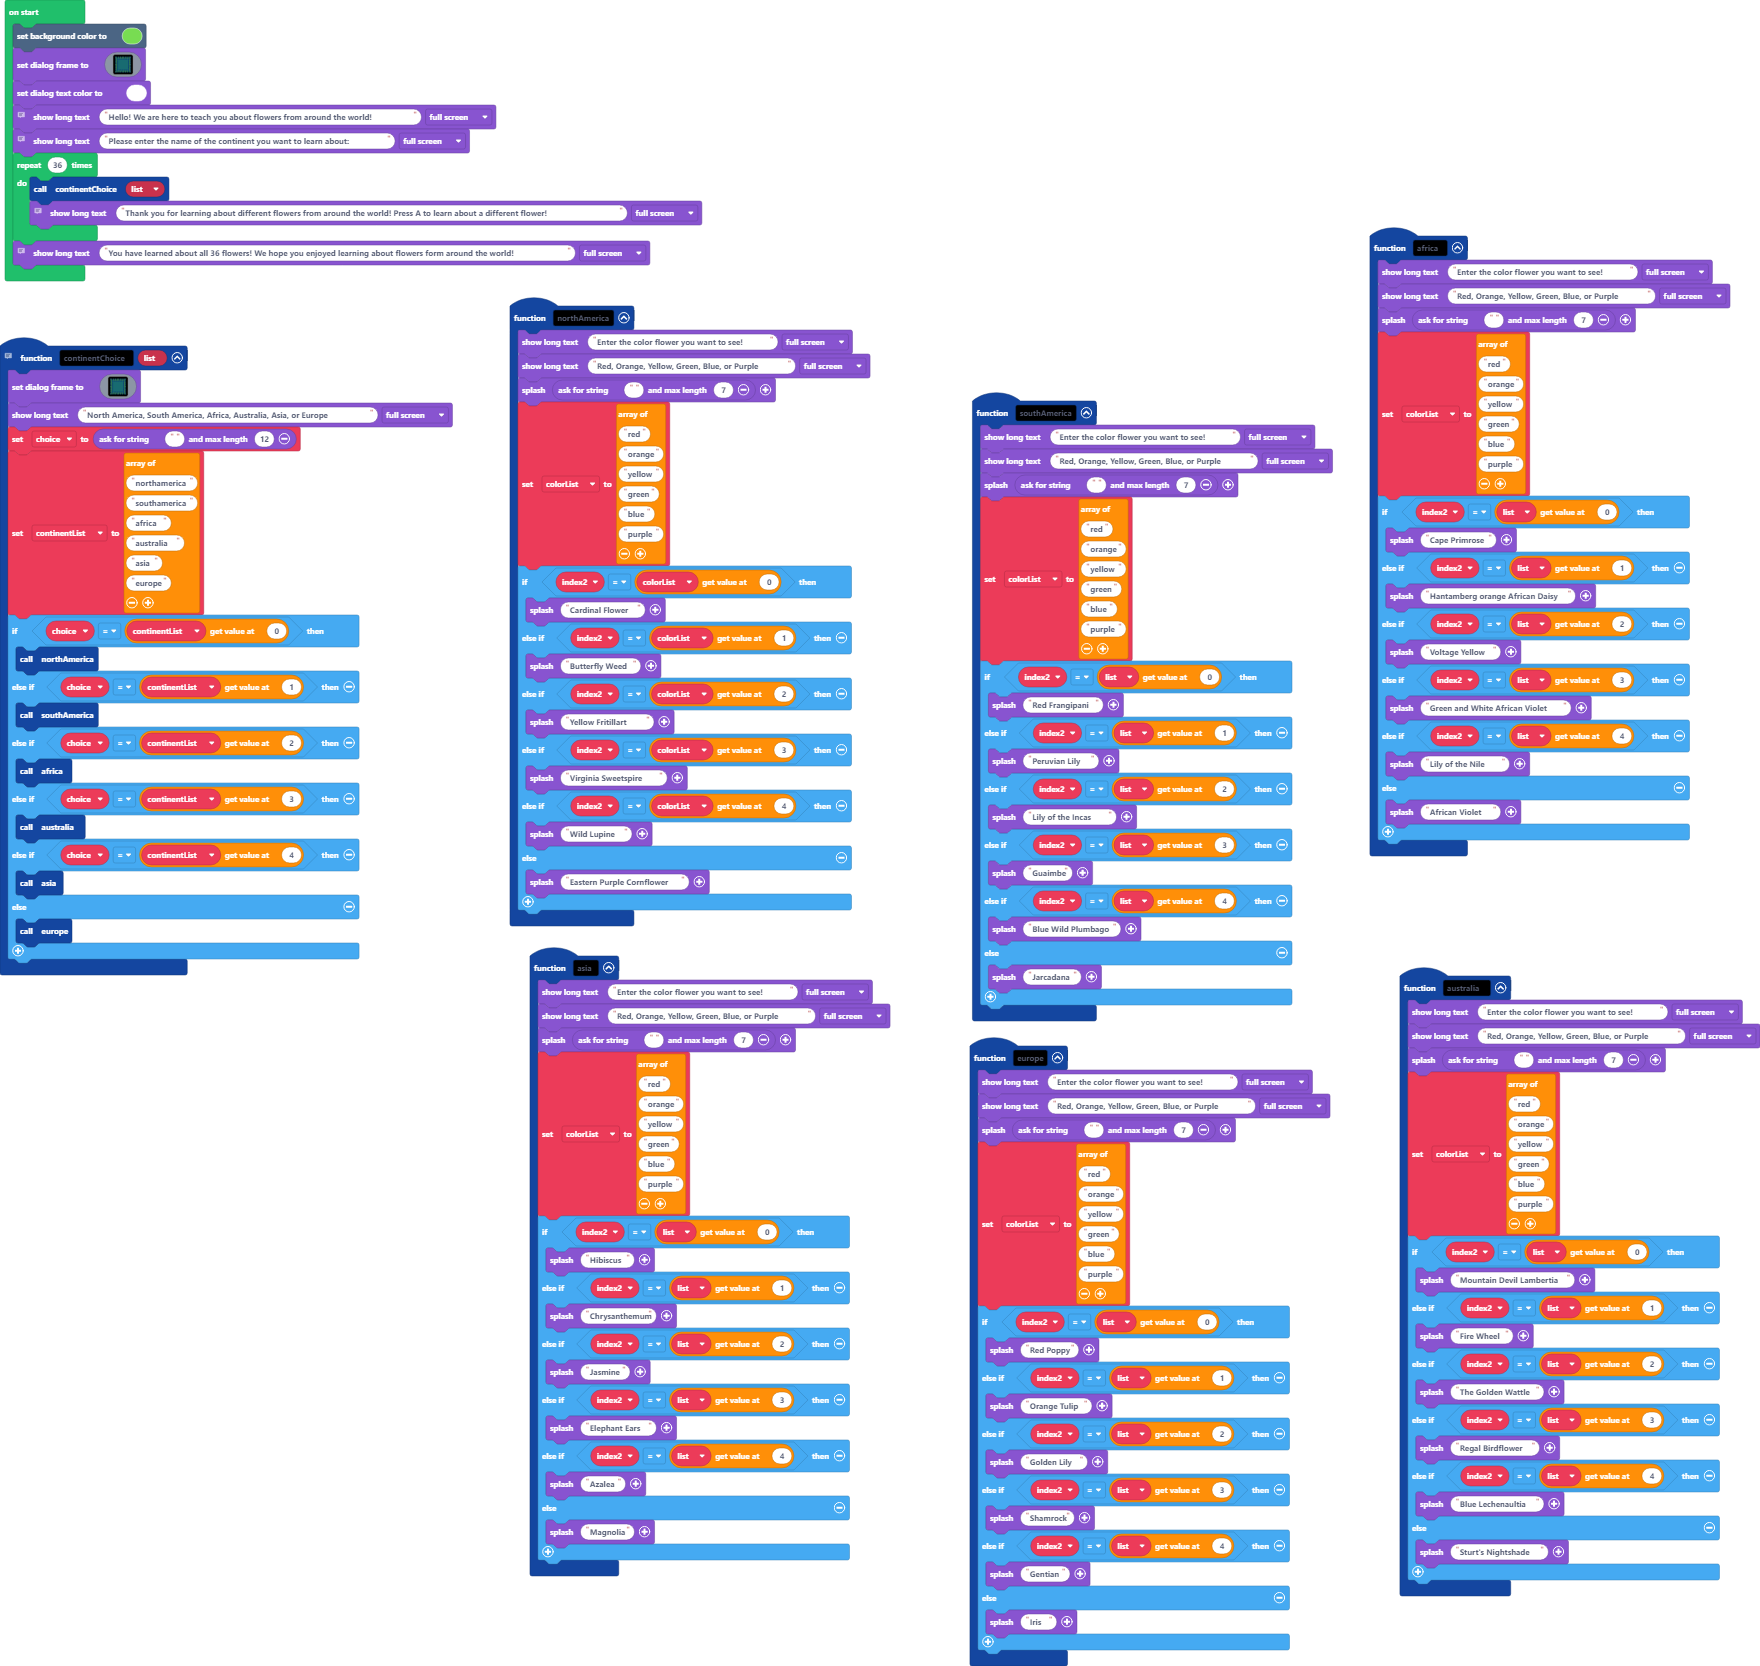 on start
set background color to
set dialog frame to
set dialog text color to
show long text "Hello! We are here to teach you about flowers from around the world!" full screen
show long text "Please enter the name of the continent you want to learn about:" full screen
repeat 36 times
do
call continentChoice list
show long text "Thank you for learning about different flowers from around the world! Press A to learn about a different flower!" full screen
show long text "You have learned about all 36 flowers! We hope you enjoyed learning about flowers form around the world!" full screen
function continentChoice list
set dialog frame to
show long text "North America, South America, Africa, Australia, Asia, or Europe" full screen
set choice to ask for string "" and max length 12
set continentList to array of
"northamerica"
"southamerica"
"africa"
"australia"
"asia"
"europe"
if choice = continentList get value at 0 then
call northAmerica
else if choice = continentList get value at 1 then
call southAmerica
else if choice = continentList get value at 2 then
call africa
else if choice = continentList get value at 3 then
call australia
else if choice = continentList get value at 4 then
call asia
else
call europe
function northAmerica
show long text "Enter the color flower you want to see!" full screen
show long text "Red, Orange, Yellow, Green, Blue, or Purple" full screen
splash ask for string "" and max length 7
set colorList to array of
"red"
"orange"
"yellow"
"green"
"blue"
"purple"
if index2 = colorList get value at 0 then
splash "Cardinal Flower"
else if index2 = colorList get value at 1 then
splash "Butterfly Weed"
else if index2 = colorList get value at 2 then
splash "Yellow Fritillart"
else if index2 = colorList get value at 3 then
splash "Virginia Sweetspire"
else if index2 = colorList get value at 4 then
splash "Wild Lupine"
else
splash "Eastern Purple Cornflower"
function asia
show long text "Enter the color flower you want to see!" full screen
show long text "Red, Orange, Yellow, Green, Blue, or Purple" full screen
splash ask for string "" and max length 7
set colorList to array of
"red"
"orange"
"yellow"
"green"
"blue"
"purple"
if index2 = list get value at 0 then
splash "Hibiscus"
else if index2 = list get value at 1 then
splash "Chrysanthemum"
else if index2 = list get value at 2 then
splash "Jasmine"
else if index2 = list get value at 3 then
splash "Elephant Ears"
else if index2 = list get value at 4 then
splash "Azalea"
else
splash "Magnolia"
function southAmerica
show long text "Enter the color flower you want to see!" full screen
show long text "Red, Orange, Yellow, Green, Blue, or Purple" full screen
splash ask for string "" and max length 7
set colorList to array of
"red"
"orange"
"yellow"
"green"
"blue"
"purple"
if index2 = list get value at 0 then
splash "Red Frangipani"
else if index2 = list get value at 1 then
splash "Peruvian Lily"
else if index2 = list get value at 2 then
splash "Lily of the Incas"
else if index2 = list get value at 3 then
splash "Guaimbe"
else if index2 = list get value at 4 then
splash "Blue Wild Plumbago"
else
splash "Jarcadana"
function europe
show long text "Enter the color flower you want to see!" full screen
show long text "Red, Orange, Yellow, Green, Blue, or Purple" full screen
splash ask for string "" and max length 7
set colorList to array of
"red"
"orange"
"yellow"
"green"
"blue"
"purple"
if index2 = list get value at 0 then
splash "Red Poppy"
else if index2 = list get value at 1 then
splash "Orange Tulip"
else if index2 = list get value at 2 then
splash "Golden Lily"
else if index2 = list get value at 3 then
splash "Shamrock"
else if index2 = list get value at 4 then
splash "Gentian"
else
splash "Iris"
function africa
show long text "Enter the color flower you want to see!" full screen
show long text "Red, Orange, Yellow, Green, Blue, or Purple" full screen
splash ask for string "" and max length 7
set colorList to array of
"red"
"orange"
"yellow"
"green"
"blue"
"purple"
if index2 = list get value at 0 then
splash "Cape Primrose"
else if index2 = list get value at 1 then
splash "Hantamberg orange African Daisy"
else if index2 = list get value at 2 then
splash "Voltage Yellow"
else if index2 = list get value at 3 then
splash "Green and White African Violet"
else if index2 = list get value at 4 then
splash "Lily of the Nile"
else
splash "African Violet"
function australia
show long text "Enter the color flower you want to see!" full screen
show long text "Red, Orange, Yellow, Green, Blue, or Purple" full screen
splash ask for string "" and max length 7
set colorList to array of
"red"
"orange"
"yellow"
"green"
"blue"
"purple"
if index2 = list get value at 0 then
splash "Mountain Devil Lambertia"
else if index2 = list get value at 1 then
splash "Fire Wheel"
else if index2 = list get value at 2 then
splash "The Golden Wattle"
else if index2 = list get value at 3 then
splash "Regal Birdflower"
else if index2 = list get value at 4 then
splash "Blue Lechenaultia"
else
splash "Sturt's Nightshade"